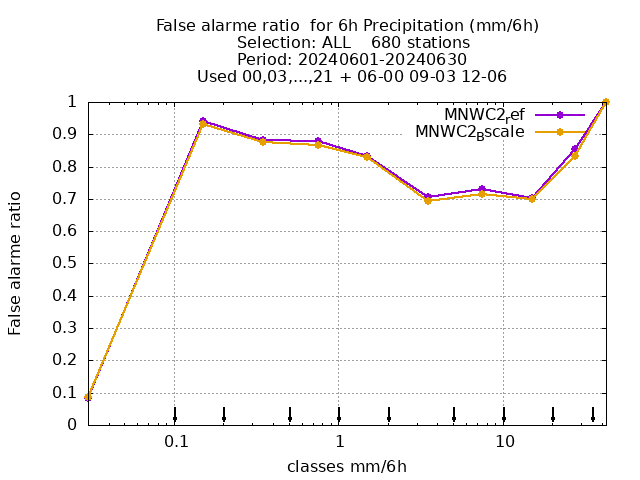 False alarme ratio  for 6h Precipitation (mm/6h)
Selection: ALL    680 stations
Period: 20240601-20240630
Used 00,03,...,21 + 06-00 09-03 12-06
MNWC2ref
MNWC2Bscale
1
0.9
0.8
0.7
0.6
0.5
0.4
0.3
0.2
0.1
0
False alarme ratio
0.1 1 10
classes mm/6h